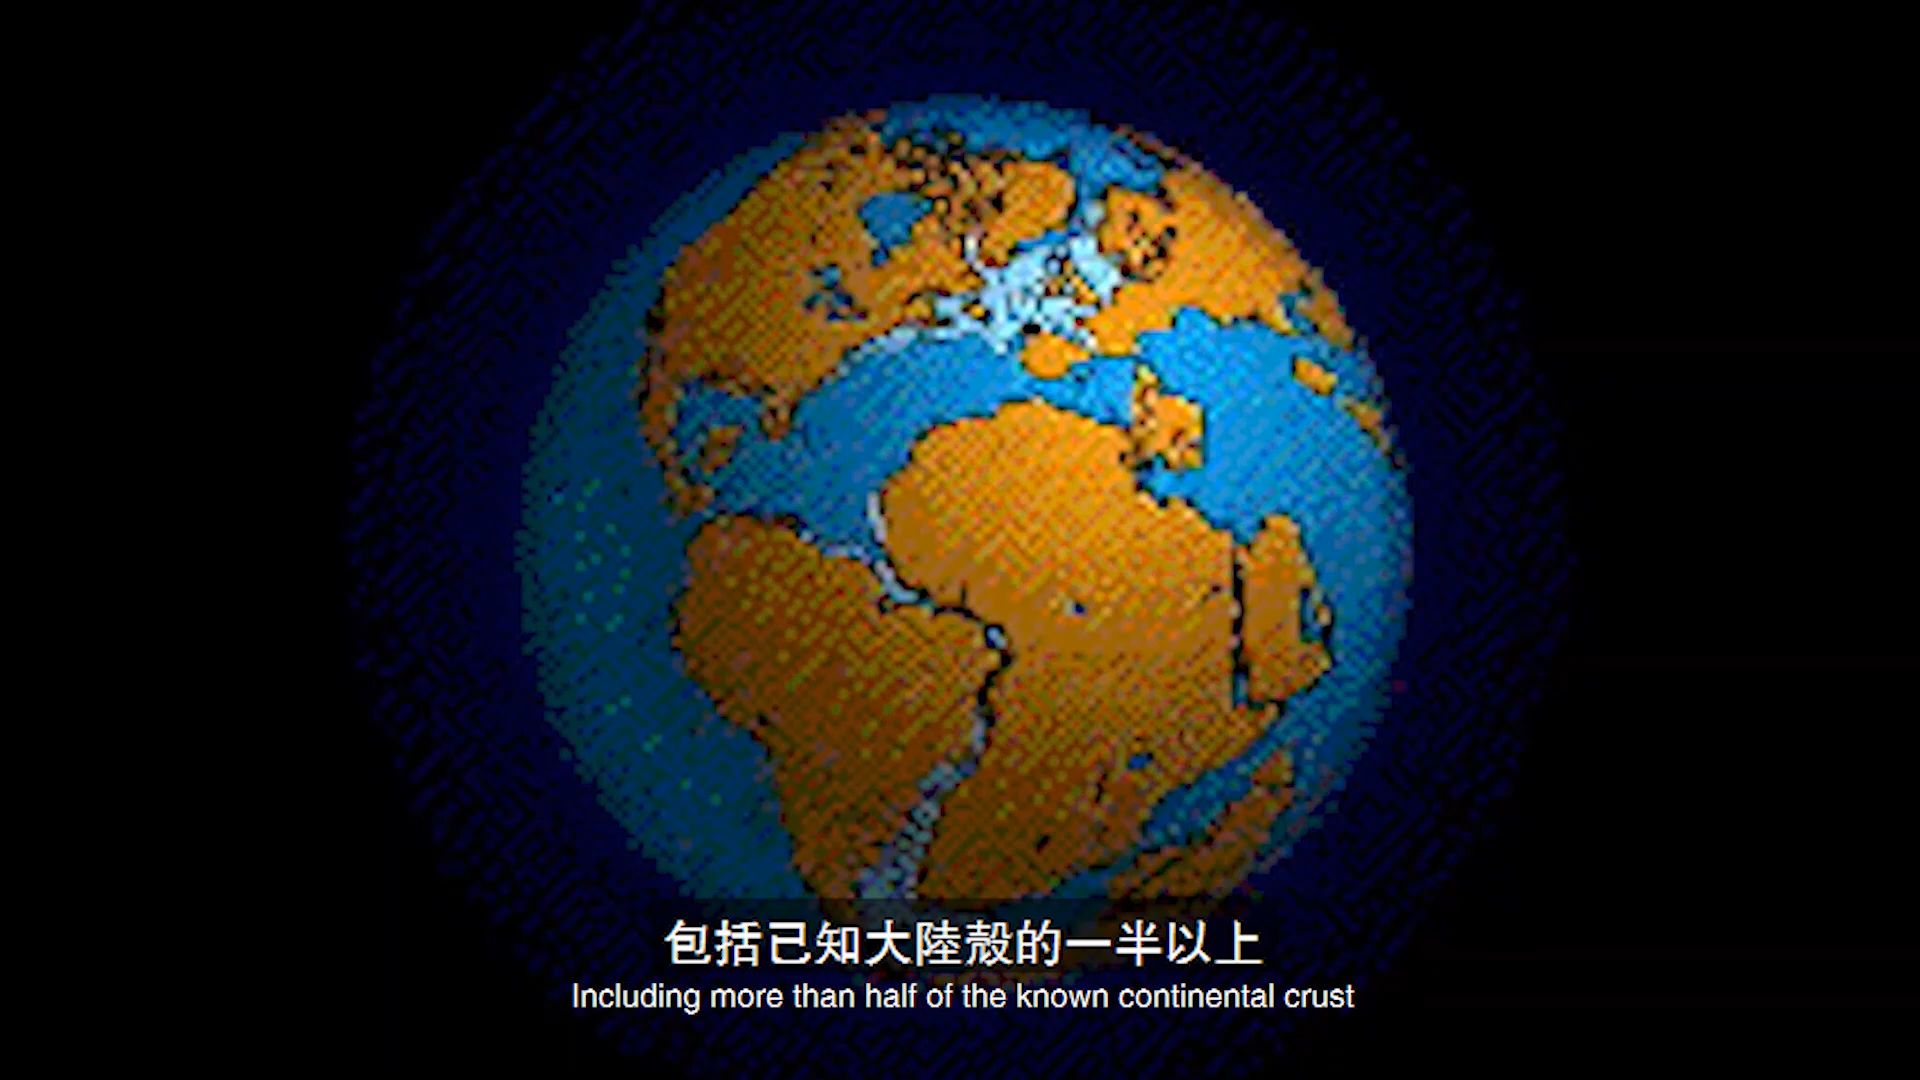 包括已知大陸殼的一半以上
Including more than half of the known continental crust